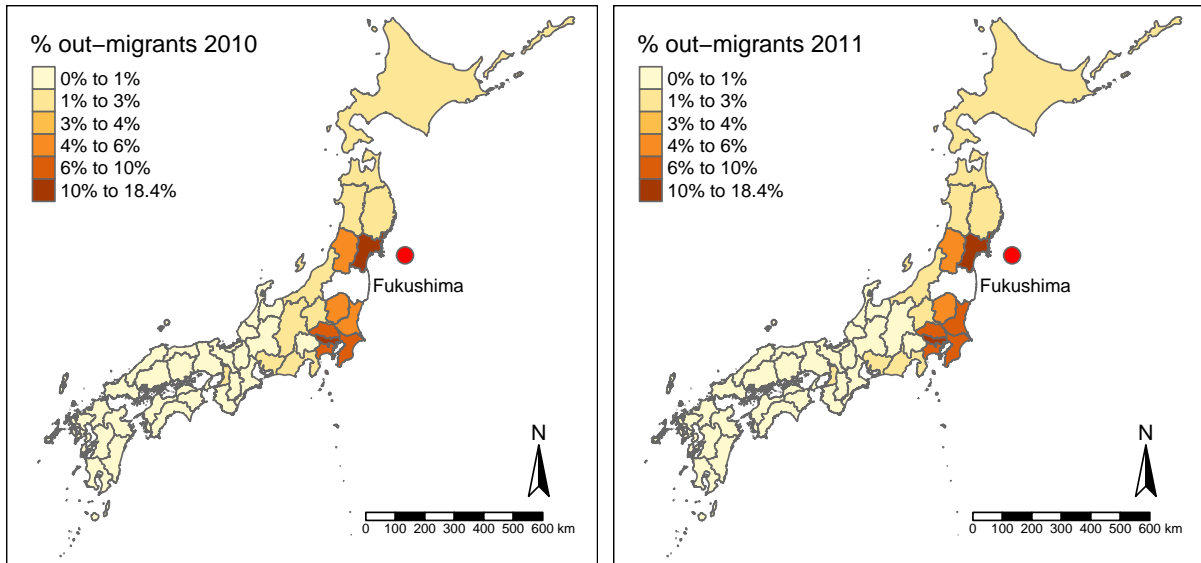 % out−migrants 2010
0% to 1%
1% to 3%
3% to 4%
4% to 6%
6% to 10%
10% to 18.4%
Fukushima
N
0 100 200 300 400 500 600 km
% out−migrants 2011
0% to 1%
1% to 3%
3% to 4%
4% to 6%
6% to 10%
10% to 18.4%
Fukushima
N
0 100 200 300 400 500 600 km